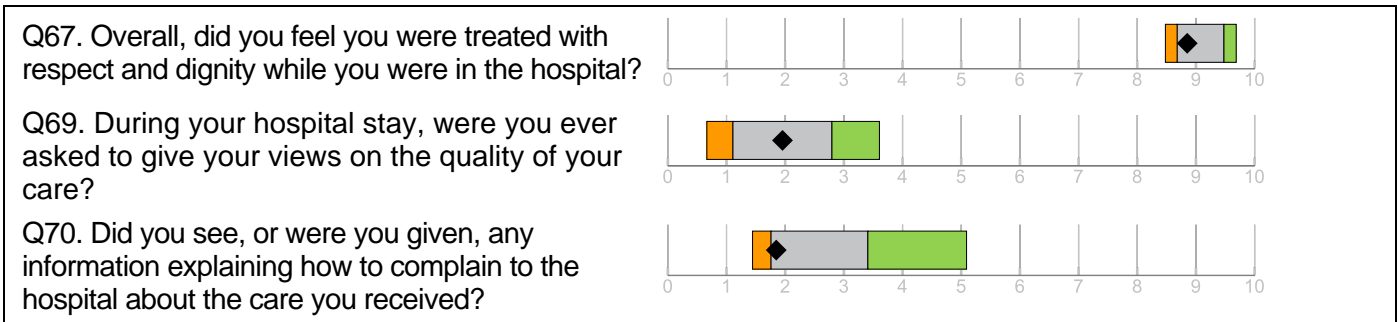 Q67. Overall, did you feel you were treated with
respect and dignity while you were in the hospital?
0 1 2 3 4 5 6 7 8 9 10
Q69. During your hospital stay, were you ever
asked to give your views on the quality of your
care?
0 1 2 3 4 5 6 7 8 9 10
Q70. Did you see, or were you given, any
information explaining how to complain to the
hospital about the care you received?
0 1 2 3 4 5 6 7 8 9 10